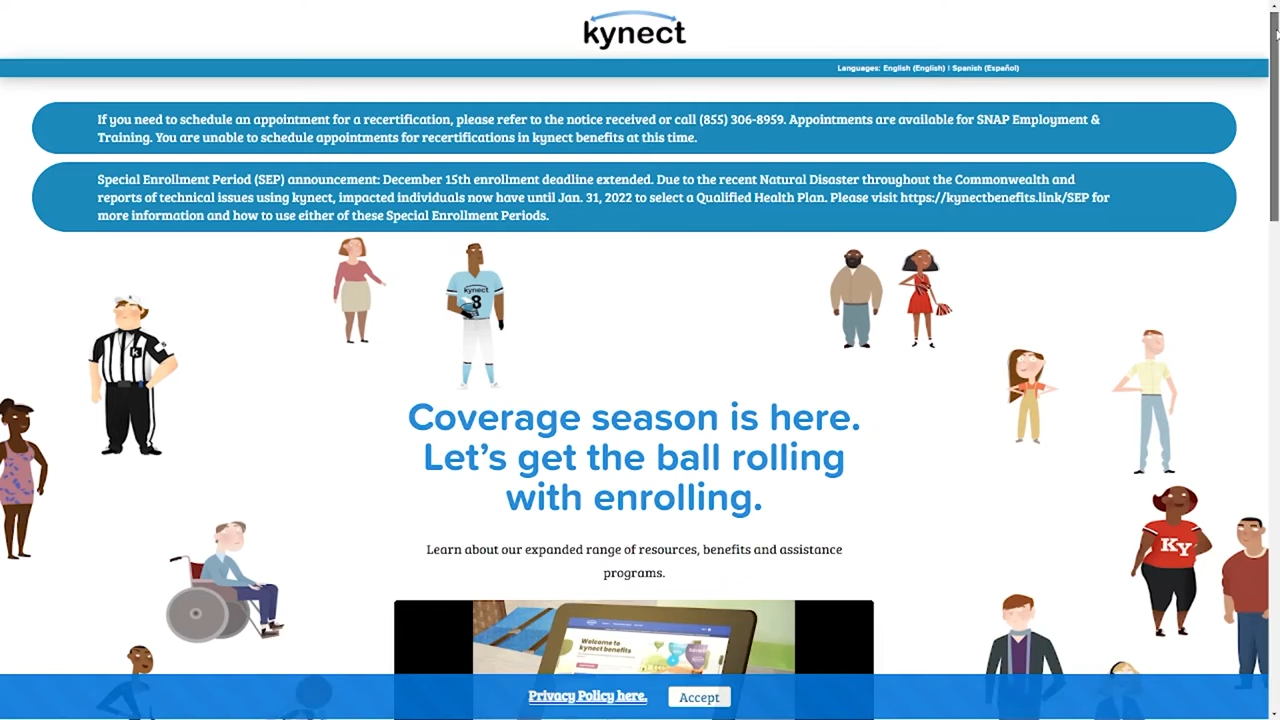 kynect
Languages: English (English) | Spanish (Español)
If you need to schedule an appointment for a recertification, please refer to the notice received or call (855) 306-8959. Appointments are available for SNAP Employment &
Training. You are unable to schedule appointments for recertifications in kynect benefits at this time.
Special Enrollment Period (SEP) announcement: December 15th enrollment deadline extended. Due to the recent Natural Disaster throughout the Commonwealth and
reports of technical issues using kynect, impacted individuals now have until Jan. 31, 2022 to select a Qualified Health Plan. Please visit https://kynectbenefits.link/SEP for
more information and how to use either of these Special Enrollment Periods.
kynect
8
k
Coverage season is here.
Let's get the ball rolling
with enrolling.
KY
Learn about our expanded range of resources, benefits and assistance
programs.
Welcome to
kynect benefits
Privacy Policy here.
Accept